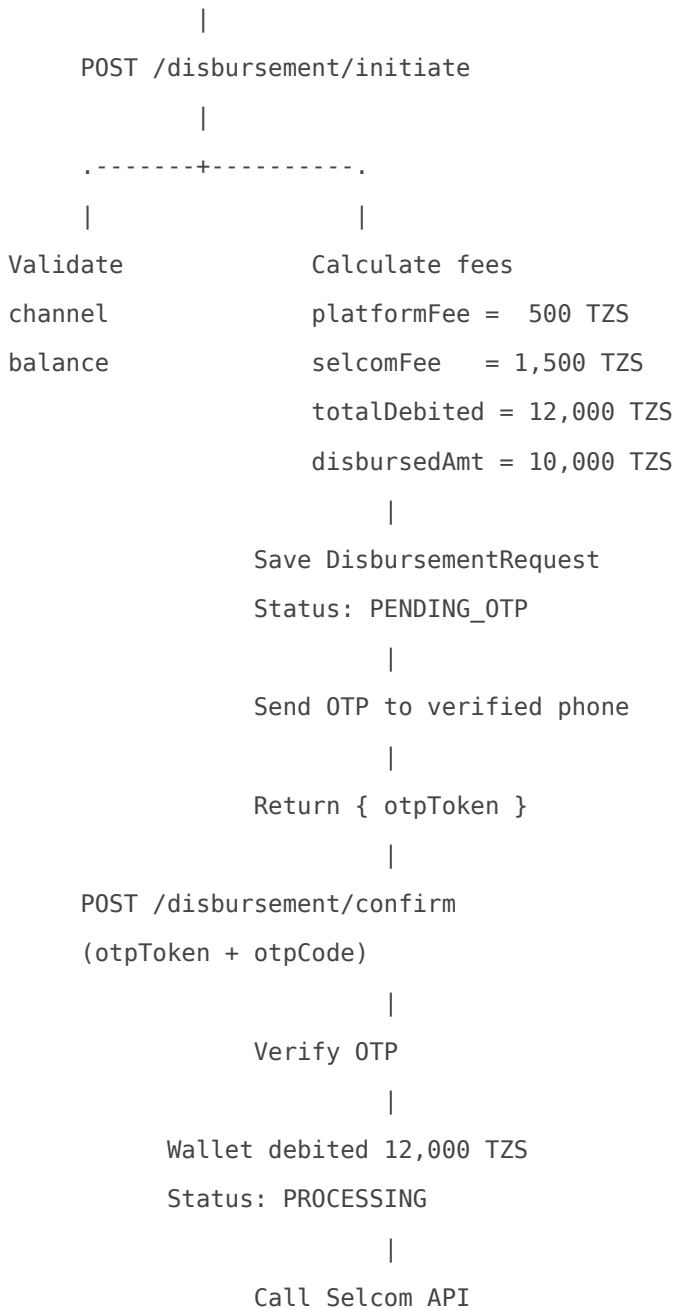 |
POST /disbursement/initiate
|
.-------+----------.
|                  |
Validate             Calculate fees
channel              platformFee =  500 TZS
balance              selcomFee   = 1,500 TZS
totalDebited = 12,000 TZS
disbursedAmt = 10,000 TZS
|
Save DisbursementRequest
Status: PENDING_OTP
|
Send OTP to verified phone
|
Return { otpToken }
|
POST /disbursement/confirm
(otpToken + otpCode)
|
Verify OTP
|
Wallet debited 12,000 TZS
Status: PROCESSING
|
Call Selcom API